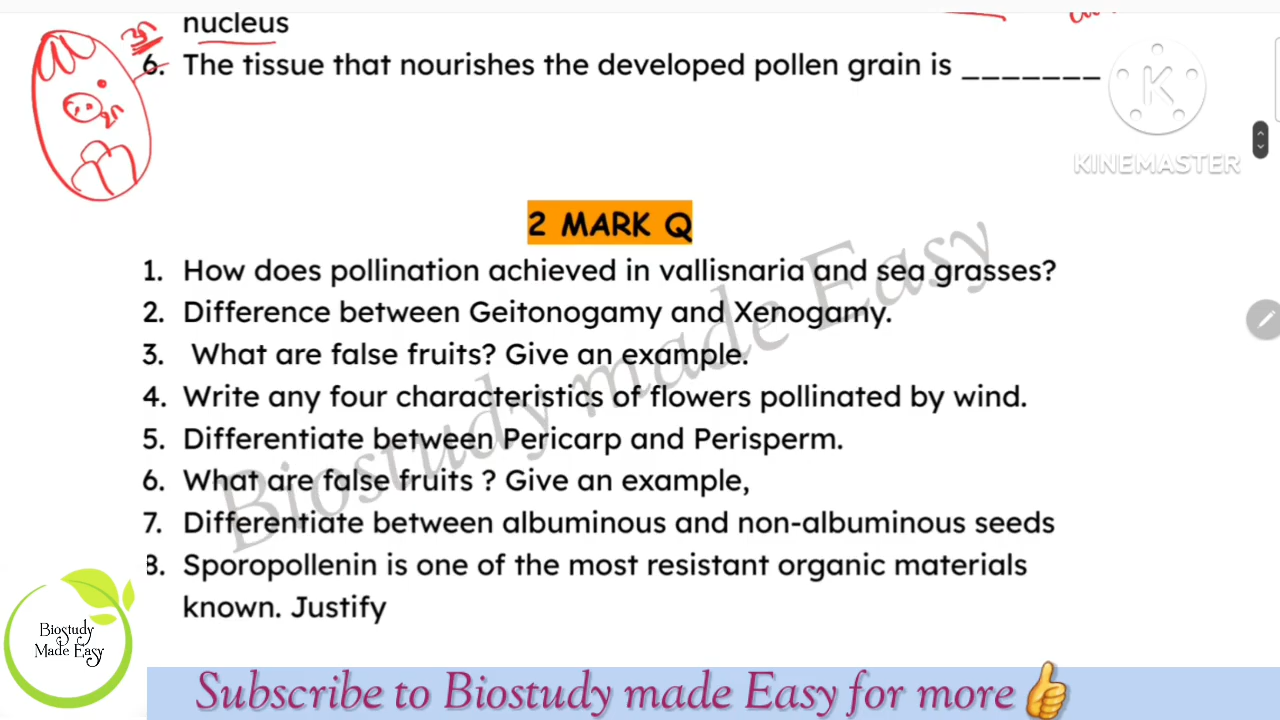 nucleus
6. The tissue that nourishes the developed pollen grain is _______
3n
2n
K
KINEMASTER
2 MARK Q
1. How does pollination achieved in vallisnaria and sea grasses?
2. Difference between Geitonogamy and Xenogamy.
3. What are false fruits? Give an example.
4. Write any four characteristics of flowers pollinated by wind.
5. Differentiate between Pericarp and Perisperm.
6. What are false fruits ? Give an example,
7. Differentiate between albuminous and non-albuminous seeds
8. Sporopollenin is one of the most resistant organic materials
known. Justify
Biostudy made Easy
Biostudy
Made Easy
Subscribe to Biostudy made Easy for more